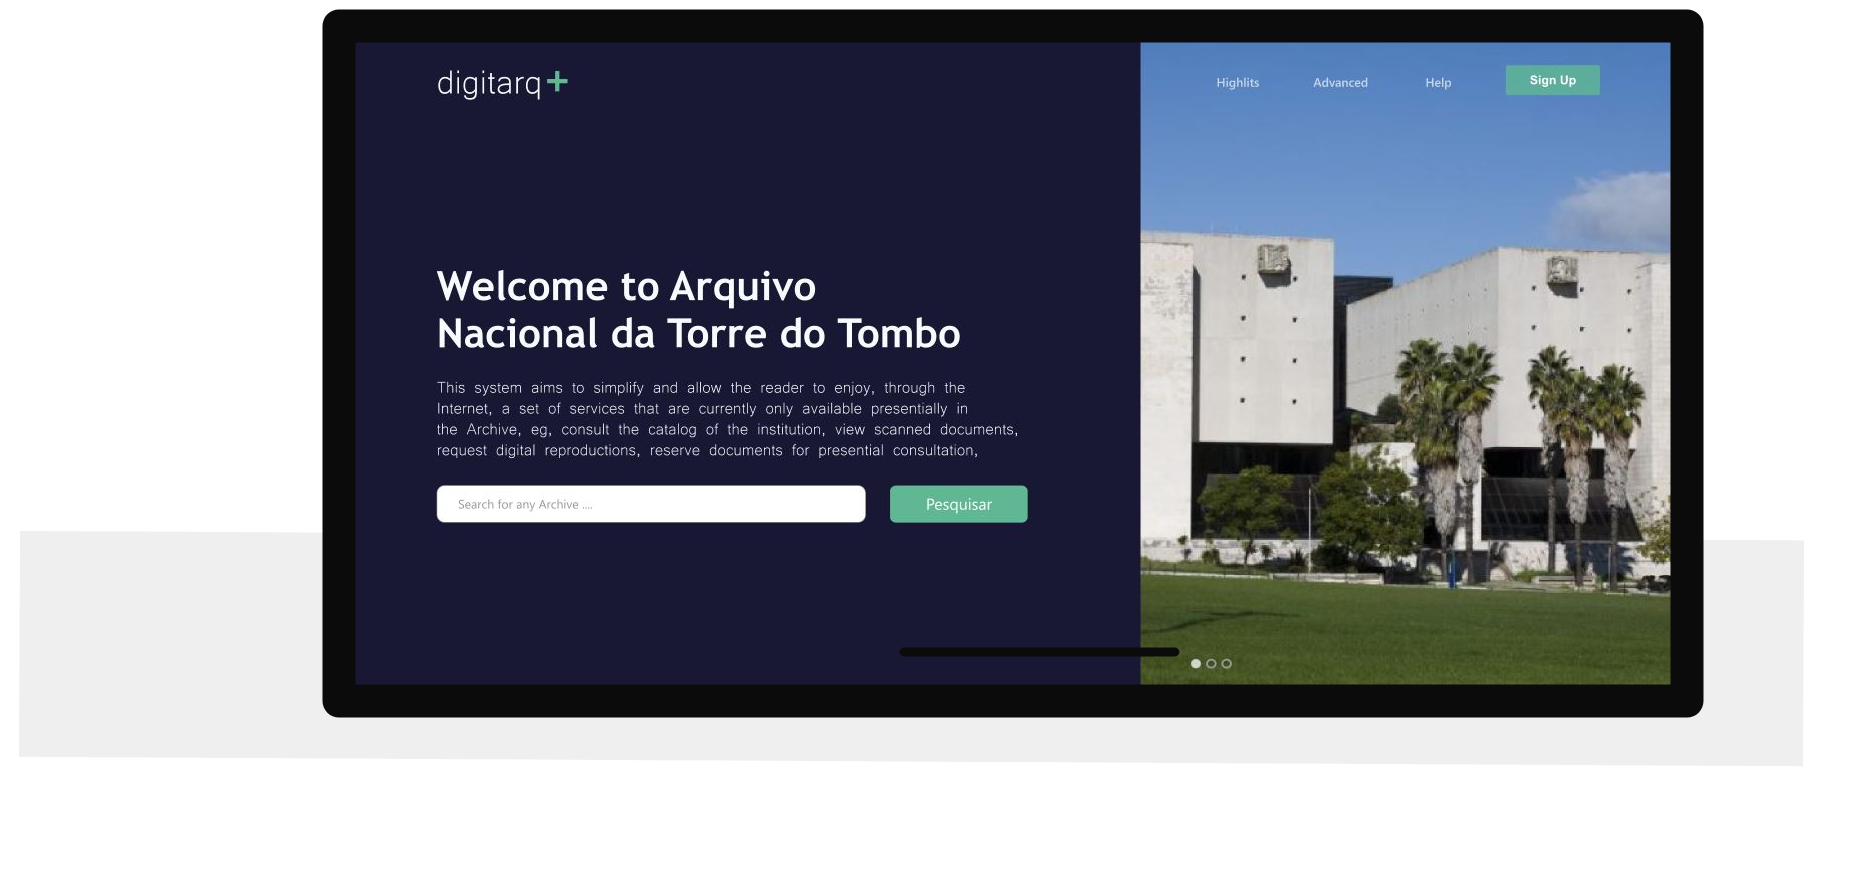 digitarq+
Highlits Advanced Help Sign Up
Welcome to Arquivo
Nacional da Torre do Tombo
This system aims to simplify and allow the reader to enjoy, through the
Internet, a set of services that are currently only available presentially in
the Archive, eg, consult the catalog of the institution, view scanned documents,
request digital reproductions, reserve documents for presential consultation,
Search for any Archive .... Pesquisar